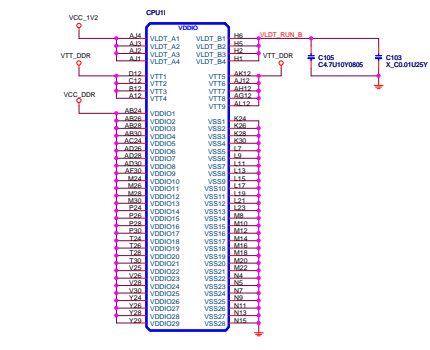 CPU1I
VCC_1V2
VDDIO
AJ4 VLDT_A1 VLDT_B1 H6 VLDT_RUN_B
AJ3 VLDT_A2 VLDT_B2 H5
AJ2 VLDT_A3 VLDT_B3 H2
AJ1 VLDT_A4 VLDT_B4 H1
C105
C4.7U10Y0805
C103
X_C0.01U25Y
VTT_DDR
VTT_DDR
D12 VTT1 VTT5 AK12
C12 VTT2 VTT6 AJ12
B12 VTT3 VTT7 AH12
A12 VTT4 VTT8 AG12
VTT9 AL12
VCC_DDR
AB24 VDDIO1
AB26 VDDIO2 VSS1 K24
AB28 VDDIO3 VSS2 K26
AB30 VDDIO4 VSS3 K28
AC24 VDDIO5 VSS4 K30
AD26 VDDIO6 VSS5 L7
AD28 VDDIO7 VSS6 L9
AD30 VDDIO8 VSS7 L11
AF30 VDDIO9 VSS8 L13
M24 VDDIO10 VSS9 L15
M26 VDDIO11 VSS10 L17
M28 VDDIO12 VSS11 L19
M30 VDDIO13 VSS12 L21
P24 VDDIO14 VSS13 L23
P26 VDDIO15 VSS14 M8
P28 VDDIO16 VSS15 M10
P30 VDDIO17 VSS16 M12
T24 VDDIO18 VSS17 M14
T26 VDDIO19 VSS18 M16
T28 VDDIO20 VSS19 M18
T30 VDDIO21 VSS20 M20
V25 VDDIO22 VSS21 M22
V26 VDDIO23 VSS22 N4
V28 VDDIO24 VSS23 N5
V30 VDDIO25 VSS24 N7
Y24 VDDIO26 VSS25 N9
Y26 VDDIO27 VSS26 N11
Y28 VDDIO28 VSS27 N13
Y29 VDDIO29 VSS28 N15